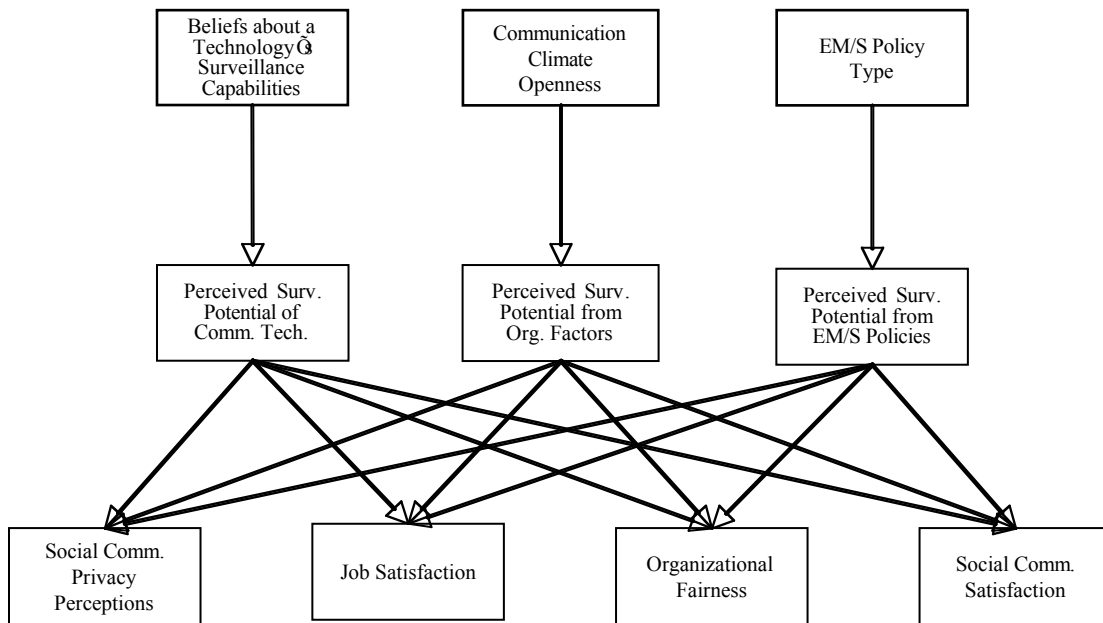 Beliefs about a
TechnologyÕs
Surveillance
Capabilities
Communication
Climate
Openness
EM/S Policy
Type
Perceived Surv.
Potential of
Comm. Tech.
Perceived Surv.
Potential from
Org. Factors
Perceived Surv.
Potential from
EM/S Policies
Social Comm.
Privacy
Perceptions
Job Satisfaction
Organizational
Fairness
Social Comm.
Satisfaction